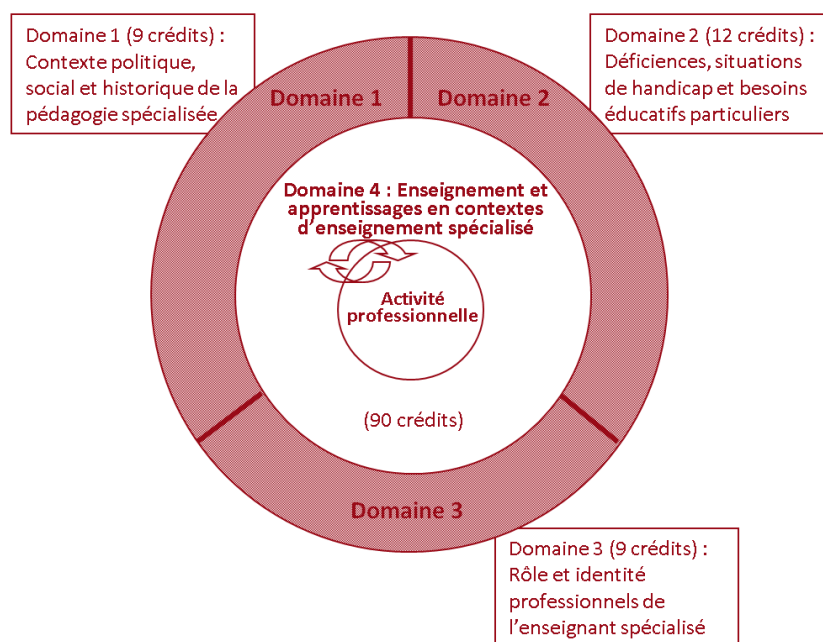 Domaine 1 (9 crédits) :
Contexte politique,
social et historique de la
pédagogie spécialisée
Domaine 2 (12 crédits) :
Déficiences, situations
de handicap et besoins
éducatifs particuliers
Domaine 1
Domaine 2
Domaine 4 : Enseignement et
apprentissages en contextes
d'enseignement spécialisé
Activité
professionnelle
(90 crédits)
Domaine 3
Domaine 3 (9 crédits) :
Rôle et identité
professionnels de
l'enseignant spécialisé